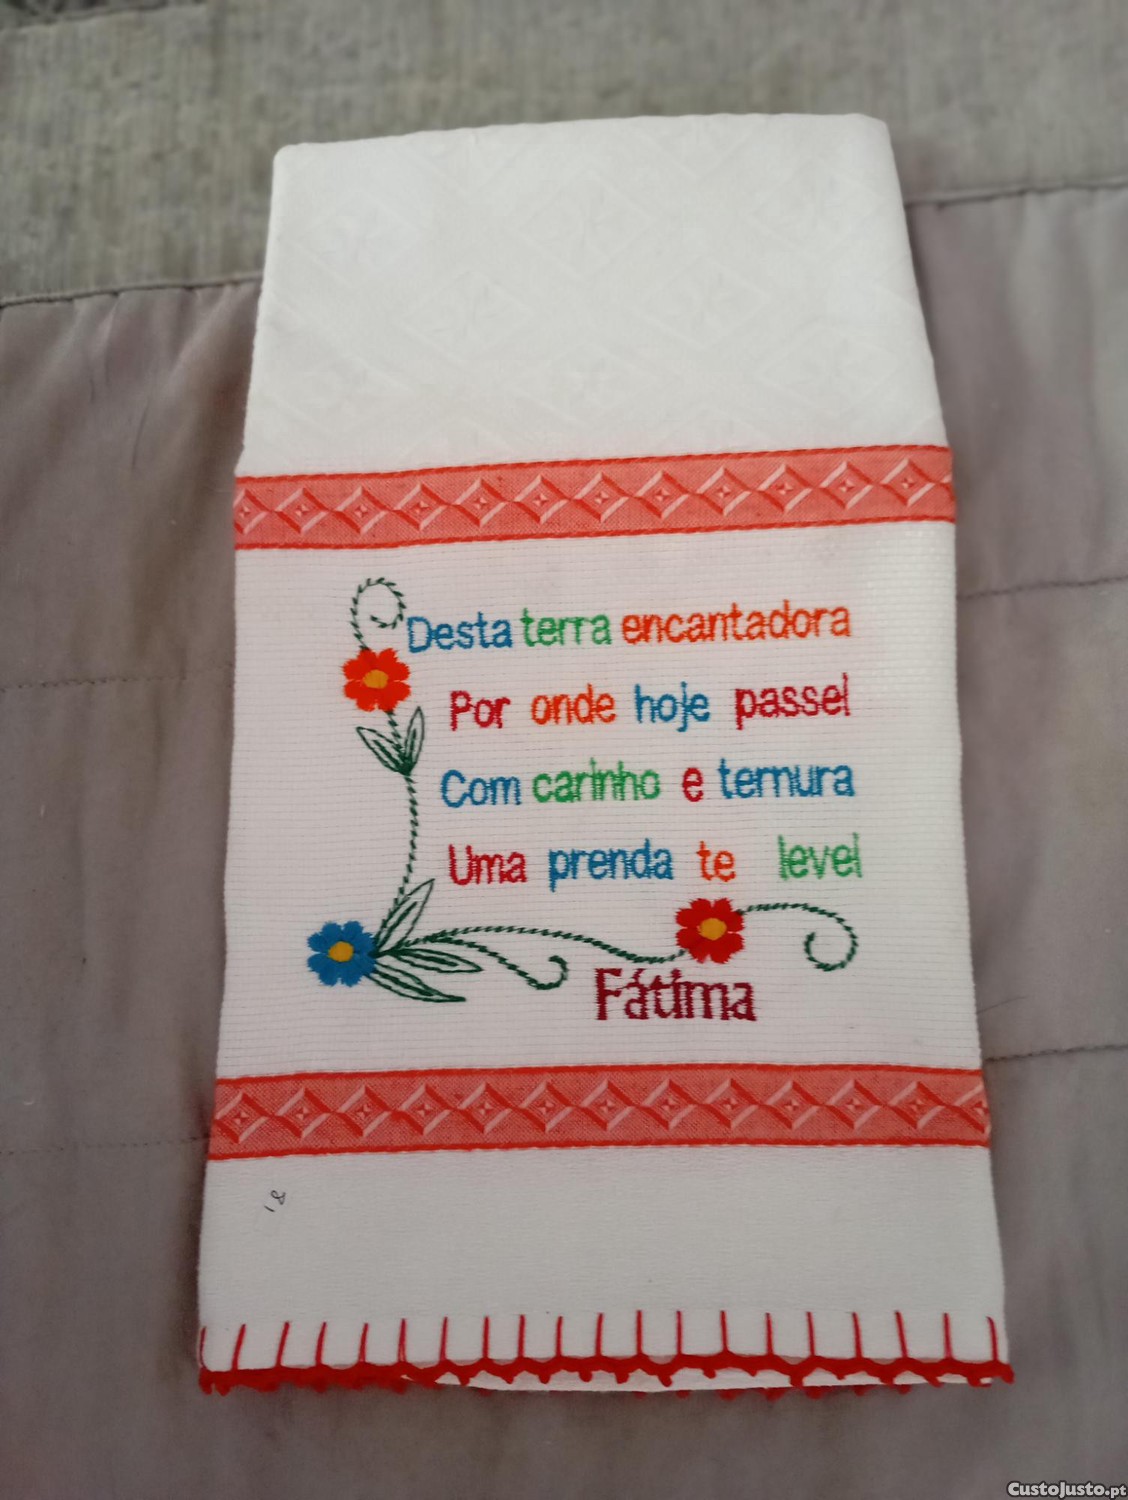 Desta terra encantadora
Por onde hoje passei
Com carinho e ternura
Uma prenda te levei
Fátima
CustoJusto.pt